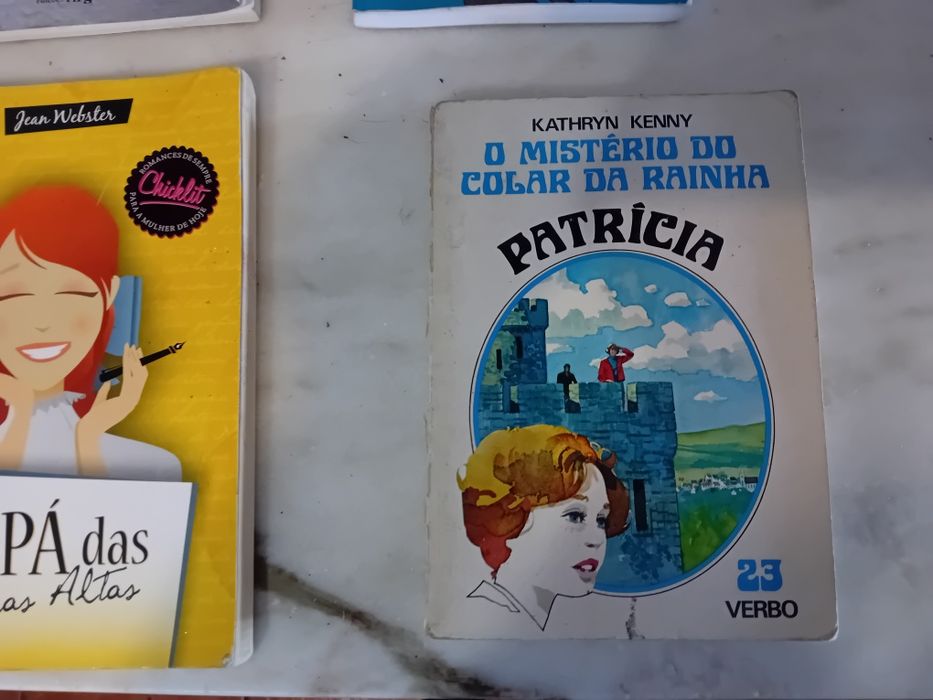 Jean Webster
ROMANCES DE SEMPRE
Chicklit
PARA A MULHER DE HOJE
PÁ das
as Altas
KATHRYN KENNY
O MISTÉRIO DO
COLAR DA RAINHA
PATRÍCIA
23
VERBO